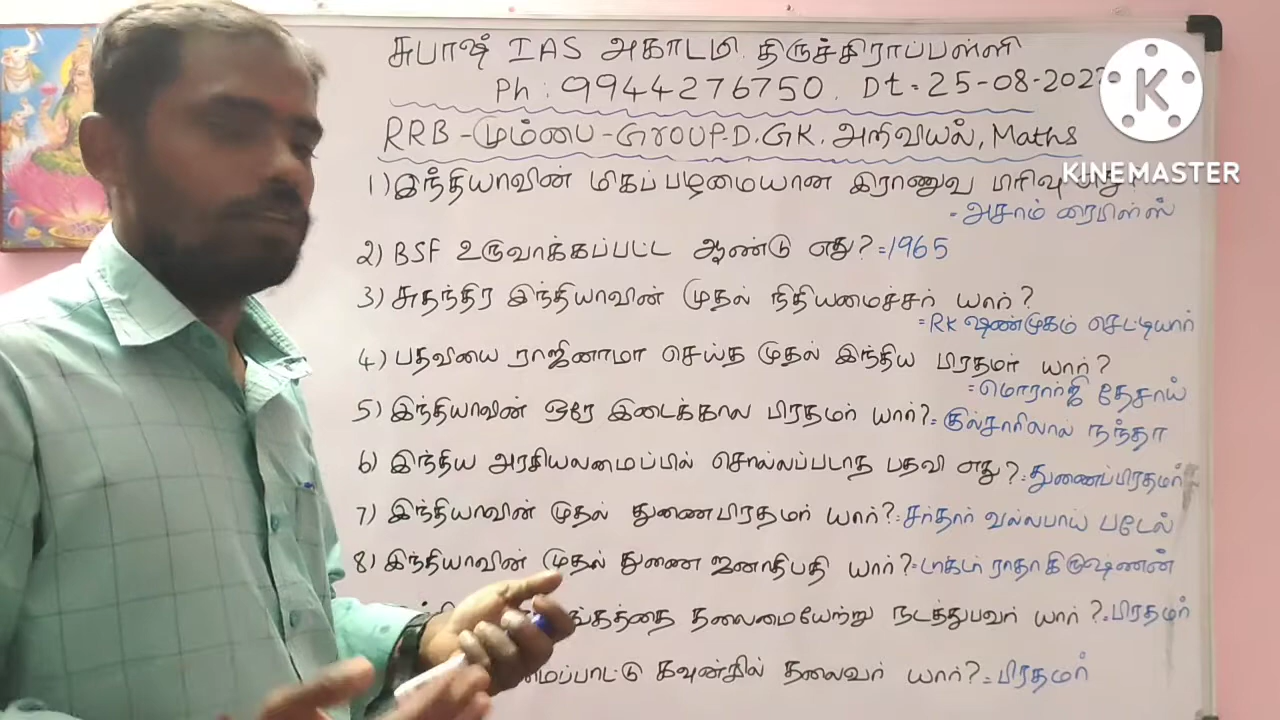 சுபாஷ் IAS அகாடமி திருச்சிராப்பள்ளி
Ph : 9944276750. Dt: 25-08-202
RRB-மும்பை-GROUP-D.GK. அறிவியல், Maths
KINEMASTER
1) இந்தியாவின் மிகப்பழமையான இராணுவ பிரிவு
- அசாம் ரைபிள்ஸ்
2) BSF உருவாக்கப்பட்ட ஆண்டு எது? = 1965
3) சுதந்திர இந்தியாவின் முதல் நிதியமைச்சர் யார்?
= RK ஷண்முகம் செட்டியார்
4) பதவியை ராஜினாமா செய்த முதல் இந்திய பிரதமர் யார்?
= மொரார்ஜி தேசாய்
5) இந்தியாவின் ஒரே இடைக்கால பிரதமர் யார்? = குல்சாரிலால் நந்தா
6) இந்திய அரசியலமைப்பில் சொல்லப்படாத பதவி எது? = துணைப்பிரதமர்
7) இந்தியாவின் முதல் துணைபிரதமர் யார்? = சர்தார் வல்லபாய் படேல்
8) இந்தியாவின் முதல் துணை ஜனாதிபதி யார்? = டாக்டர் ராதாகிருஷ்ணன்
தலைமையேற்று நடத்துபவர் யார்? = பிரதமர்
கவுன்சில் தலைவர் யார்? = பிரதமர்